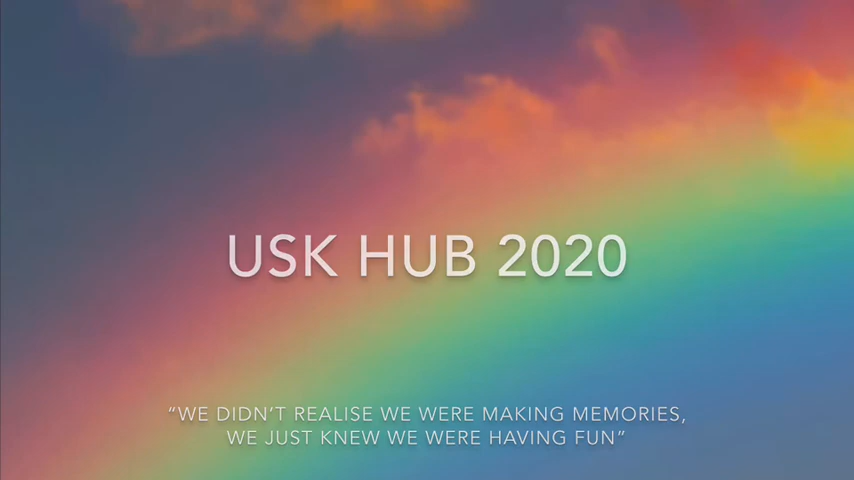 USK HUB 2020
“WE DIDN’T REALISE WE WERE MAKING MEMORIES,
WE JUST KNEW WE WERE HAVING FUN”